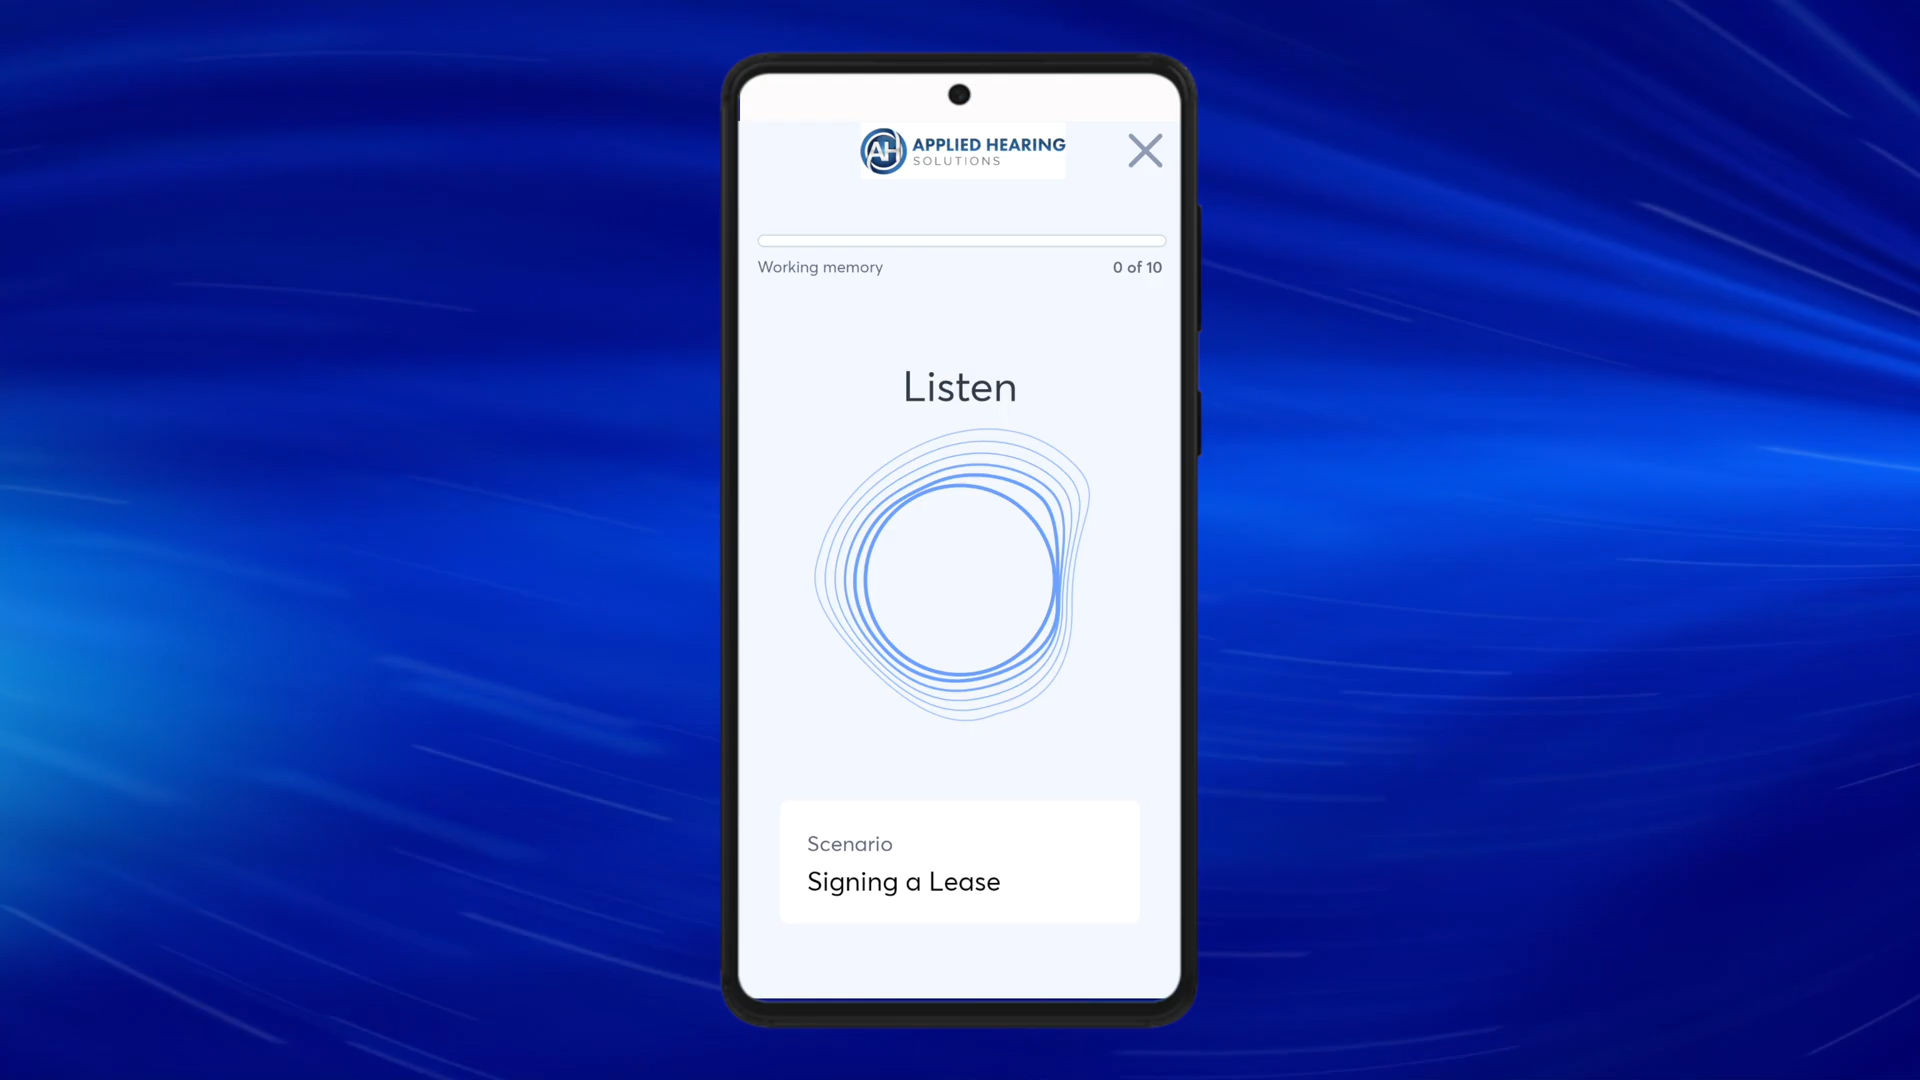 AH APPLIED HEARING
SOLUTIONS
Working memory 0 of 10
Listen
Scenario
Signing a Lease